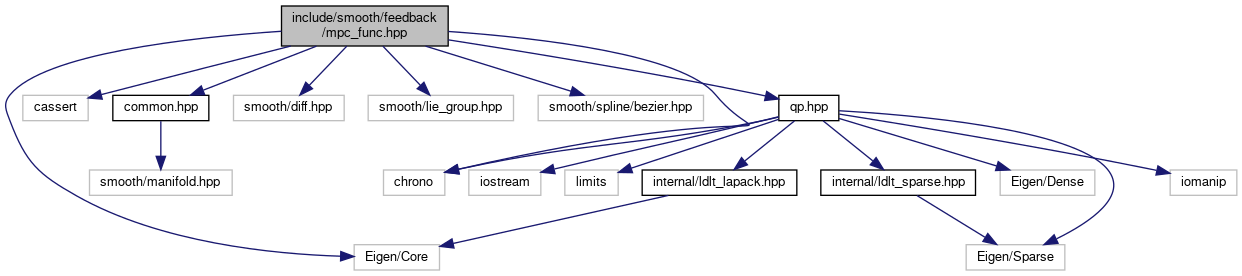 include/smooth/feedback
/mpc_func.hpp
cassert
common.hpp
smooth/diff.hpp
smooth/lie_group.hpp
smooth/spline/bezier.hpp
qp.hpp
smooth/manifold.hpp
chrono
iostream
limits
internal/ldlt_lapack.hpp
internal/ldlt_sparse.hpp
Eigen/Dense
iomanip
Eigen/Core
Eigen/Sparse